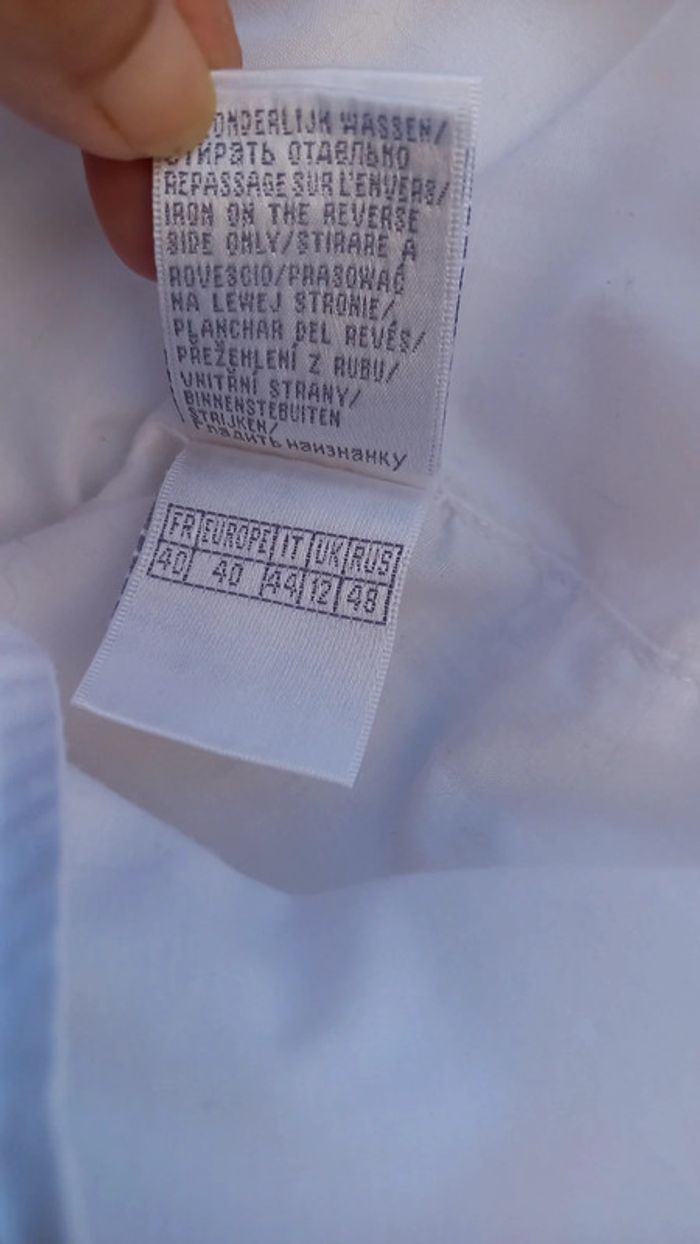 ONDERLIJK WASSEN/
СТИРАТЬ ОТДЕЛЬНО
REPASSAGE SUR L'ENVERS/
IRON ON THE REVERSE
SIDE ONLY/STIRARE A
ROVESCIO/PRASOWAĆ
NA LEWEJ STRONIE/
PLANCHAR DEL REVÉS/
PŘEŽEHLENÍ Z RUBU/
VNITŘNÍ STRANY/
BINNENSTEBUITEN
STRIJKEN/
Гладить наизнанку
FR EUROPE IT UK RUS
40 40 44 12 48